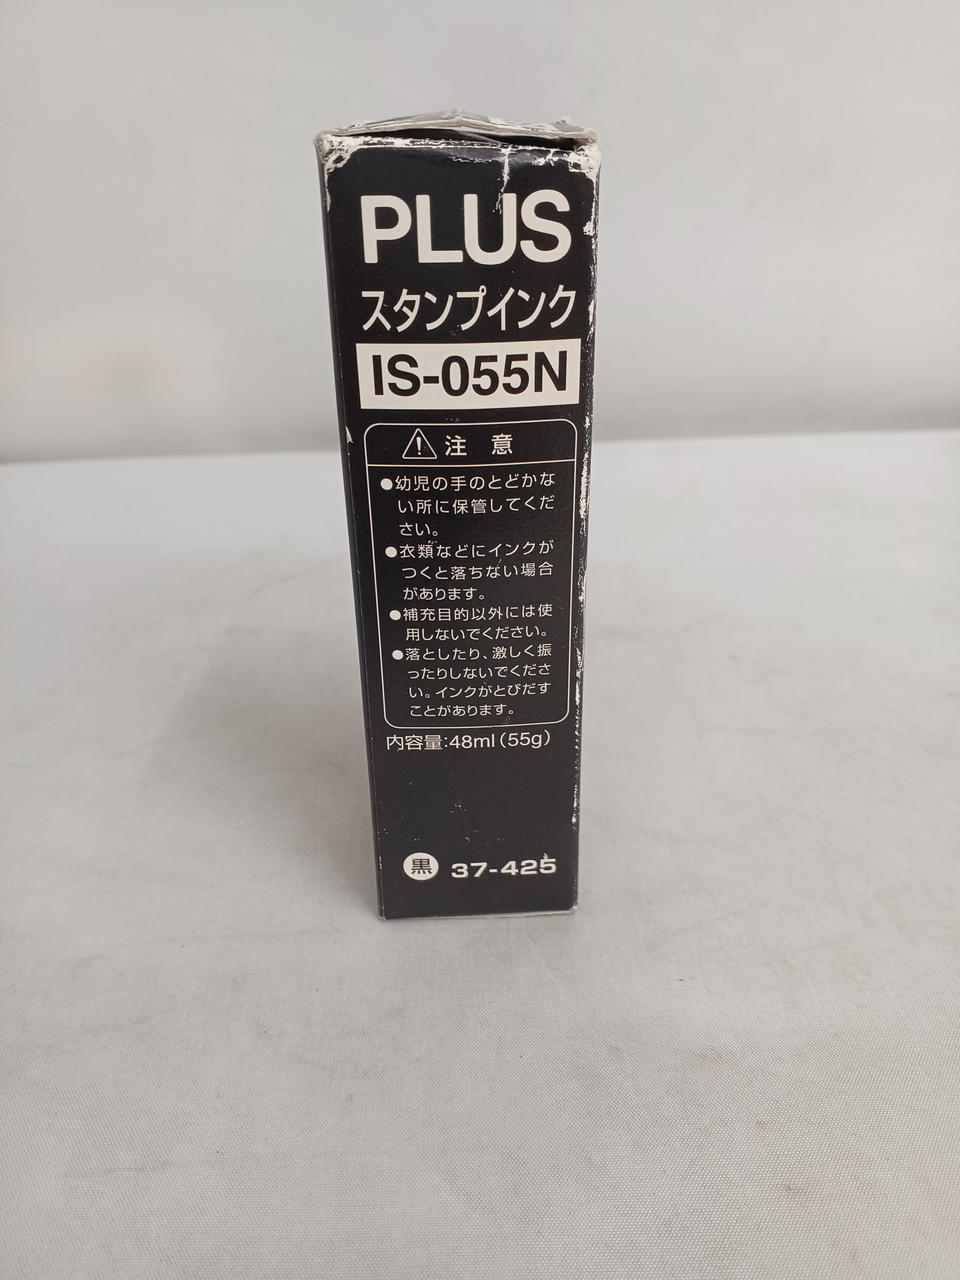 PLUS
スタンプインク
IS-055N
注 意
●幼児の手のとどかな
い所に保管してくだ
さい。
●衣類などにインクが
つくと落ちない場合
があります。
●補充目的以外には使
用しないでください。
●落としたり、激しく振
ったりしないでくださ
い。インクがとびだす
ことがあります。
内容量:48ml(55g)
黒 37-425